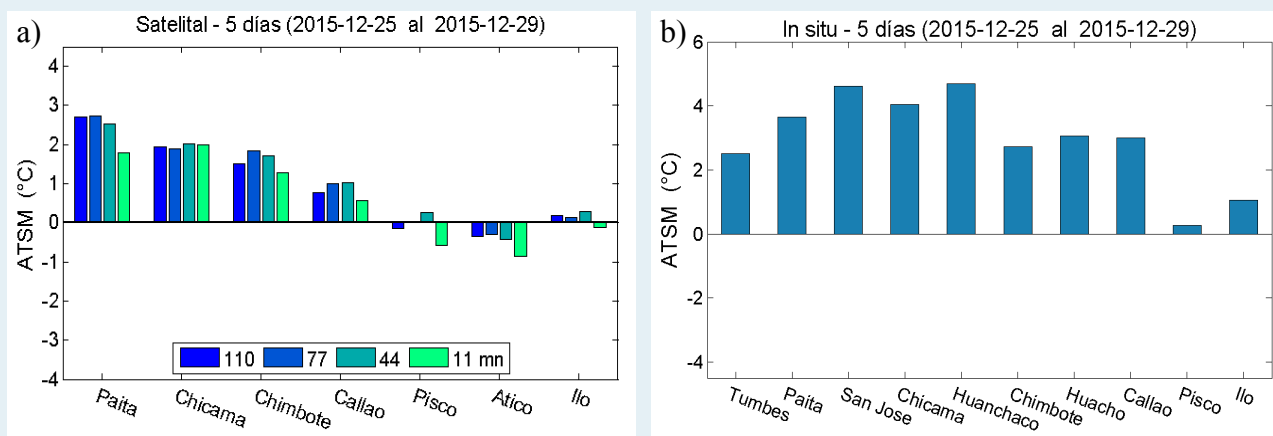 a)
Satelital - 5 días (2015-12-25 al 2015-12-29)
ATSM (°C)
4
3
2
1
0
-1
-2
-3
-4
110 77 44 11 mn
Paita Chicama Chimbote Callao Pisco Atico Ilo
b)
In situ - 5 días (2015-12-25 al 2015-12-29)
ATSM (°C)
6
4
2
0
-2
-4
Tumbes Paita San Jose Chicama Huanchaco Chimbote Huacho Callao Pisco Ilo